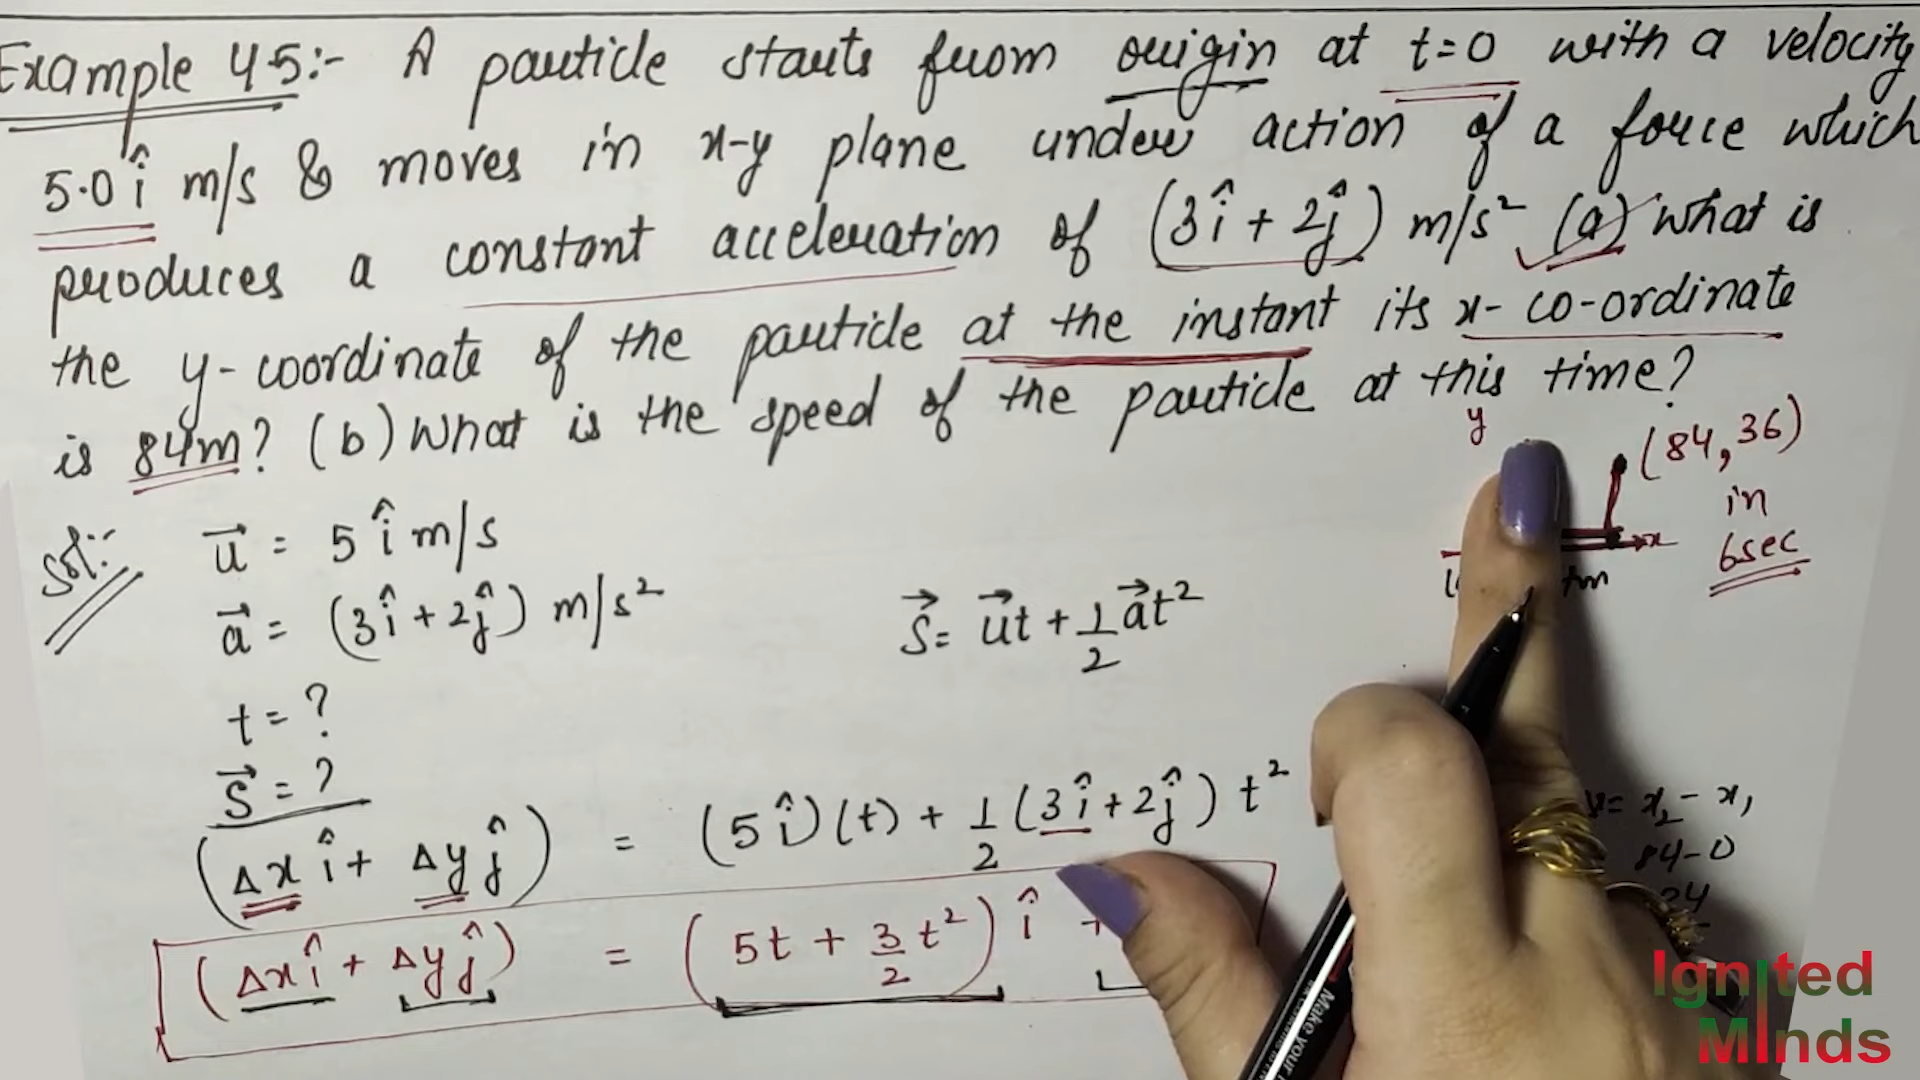 Example 4.5:- A particle starts from origin at t=0 with a velocity
5.0 î m/s & moves in x-y plane under action of a force which
produces a constant acceleration of (3î + 2ĵ) m/s² (a) What is
the y-coordinate of the particle at the instant its x-co-ordinate
is 84m? (b) What is the speed of the particle at this time?
y
(84, 36)
in
6sec
x
Sol:-
u⃗ = 5 î m/s
a⃗ = (3î + 2ĵ) m/s²
s⃗ = u⃗t + 1/2 a⃗t²
t = ?
s⃗ = ?
(Δx î + Δy ĵ) = (5î)(t) + 1/2 (3î + 2ĵ) t²
= x₂ - x₁
84-0
(Δx î + Δy ĵ) = (5t + 3/2 t²) î +
Ignited
Minds